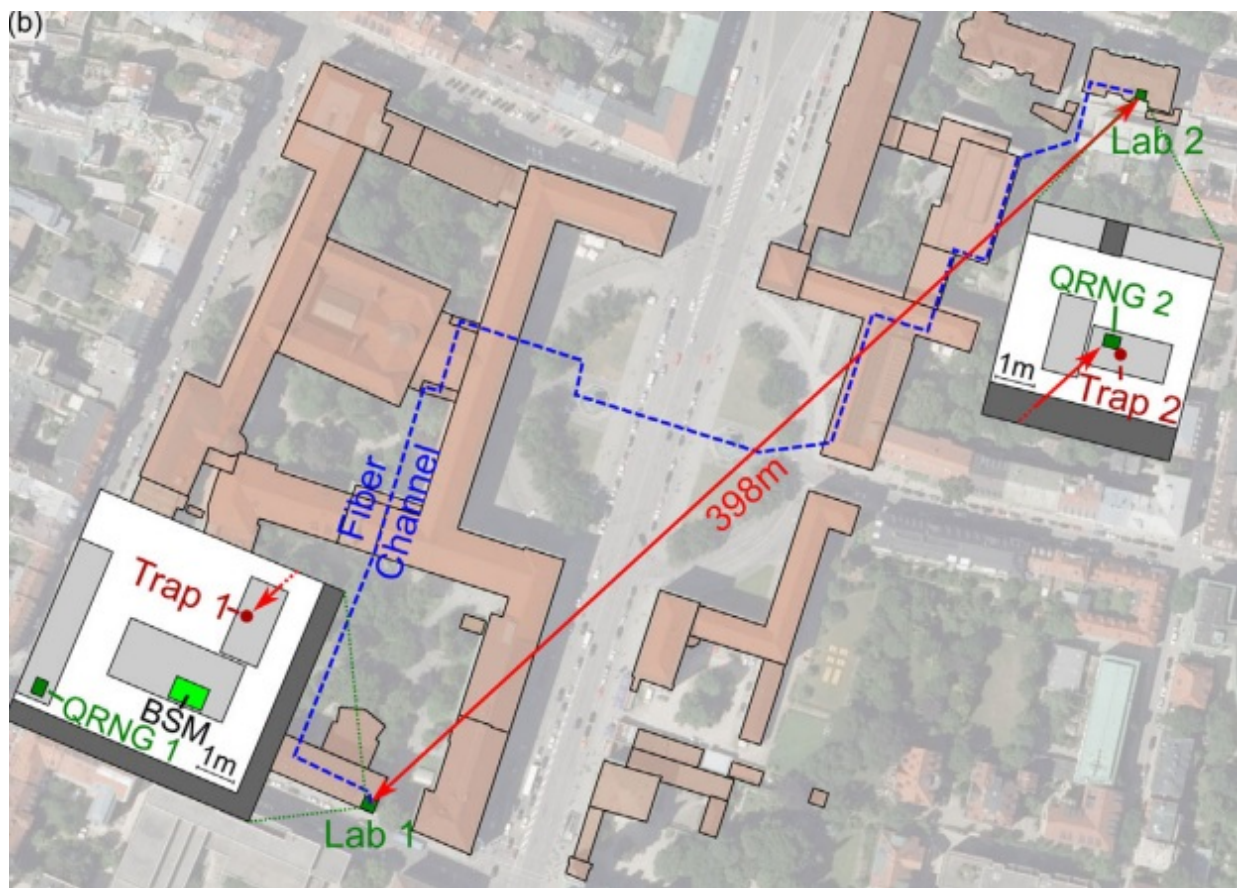 (b)
Lab 2
QRNG 2
1m
Trap 2
398m
Fiber
Channel
Trap 1
BSM
QRNG 1
1m
Lab 1